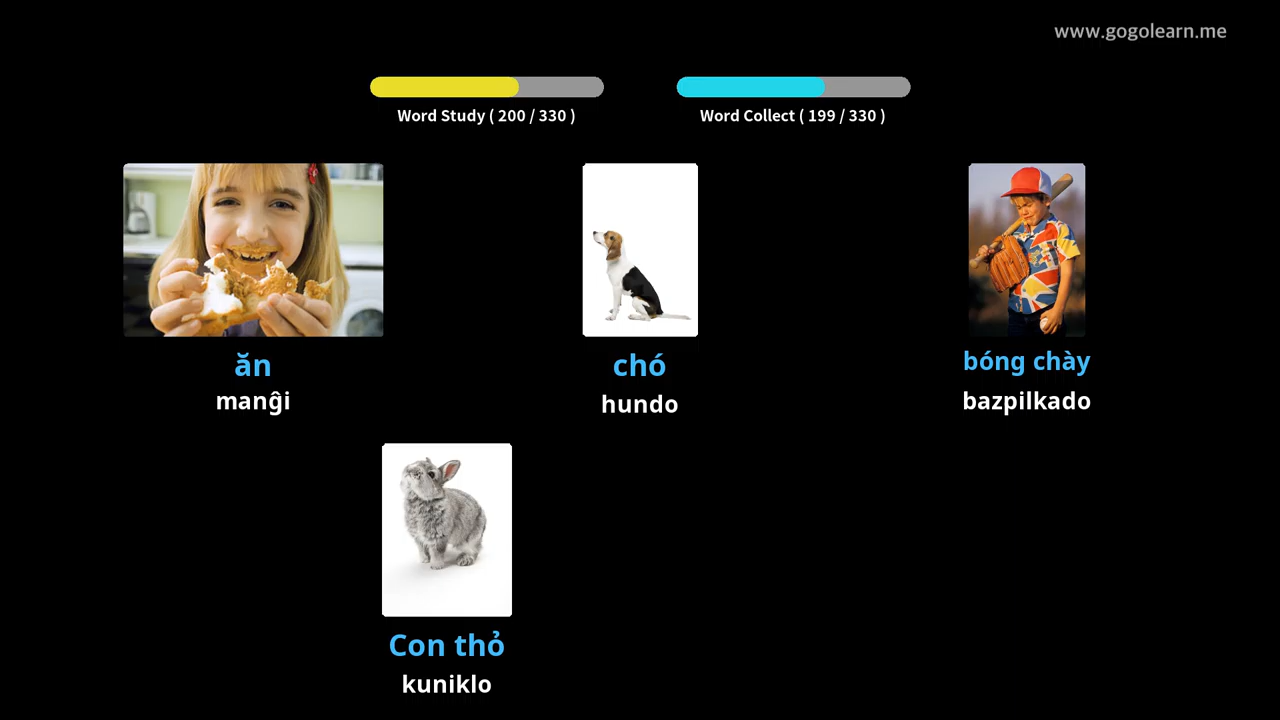 www.gogolearn.me
Word Study ( 200 / 330 )
Word Collect ( 199 / 330 )
ăn
manĝi
chó
hundo
bóng chày
bazpilkado
Con thỏ
kuniklo